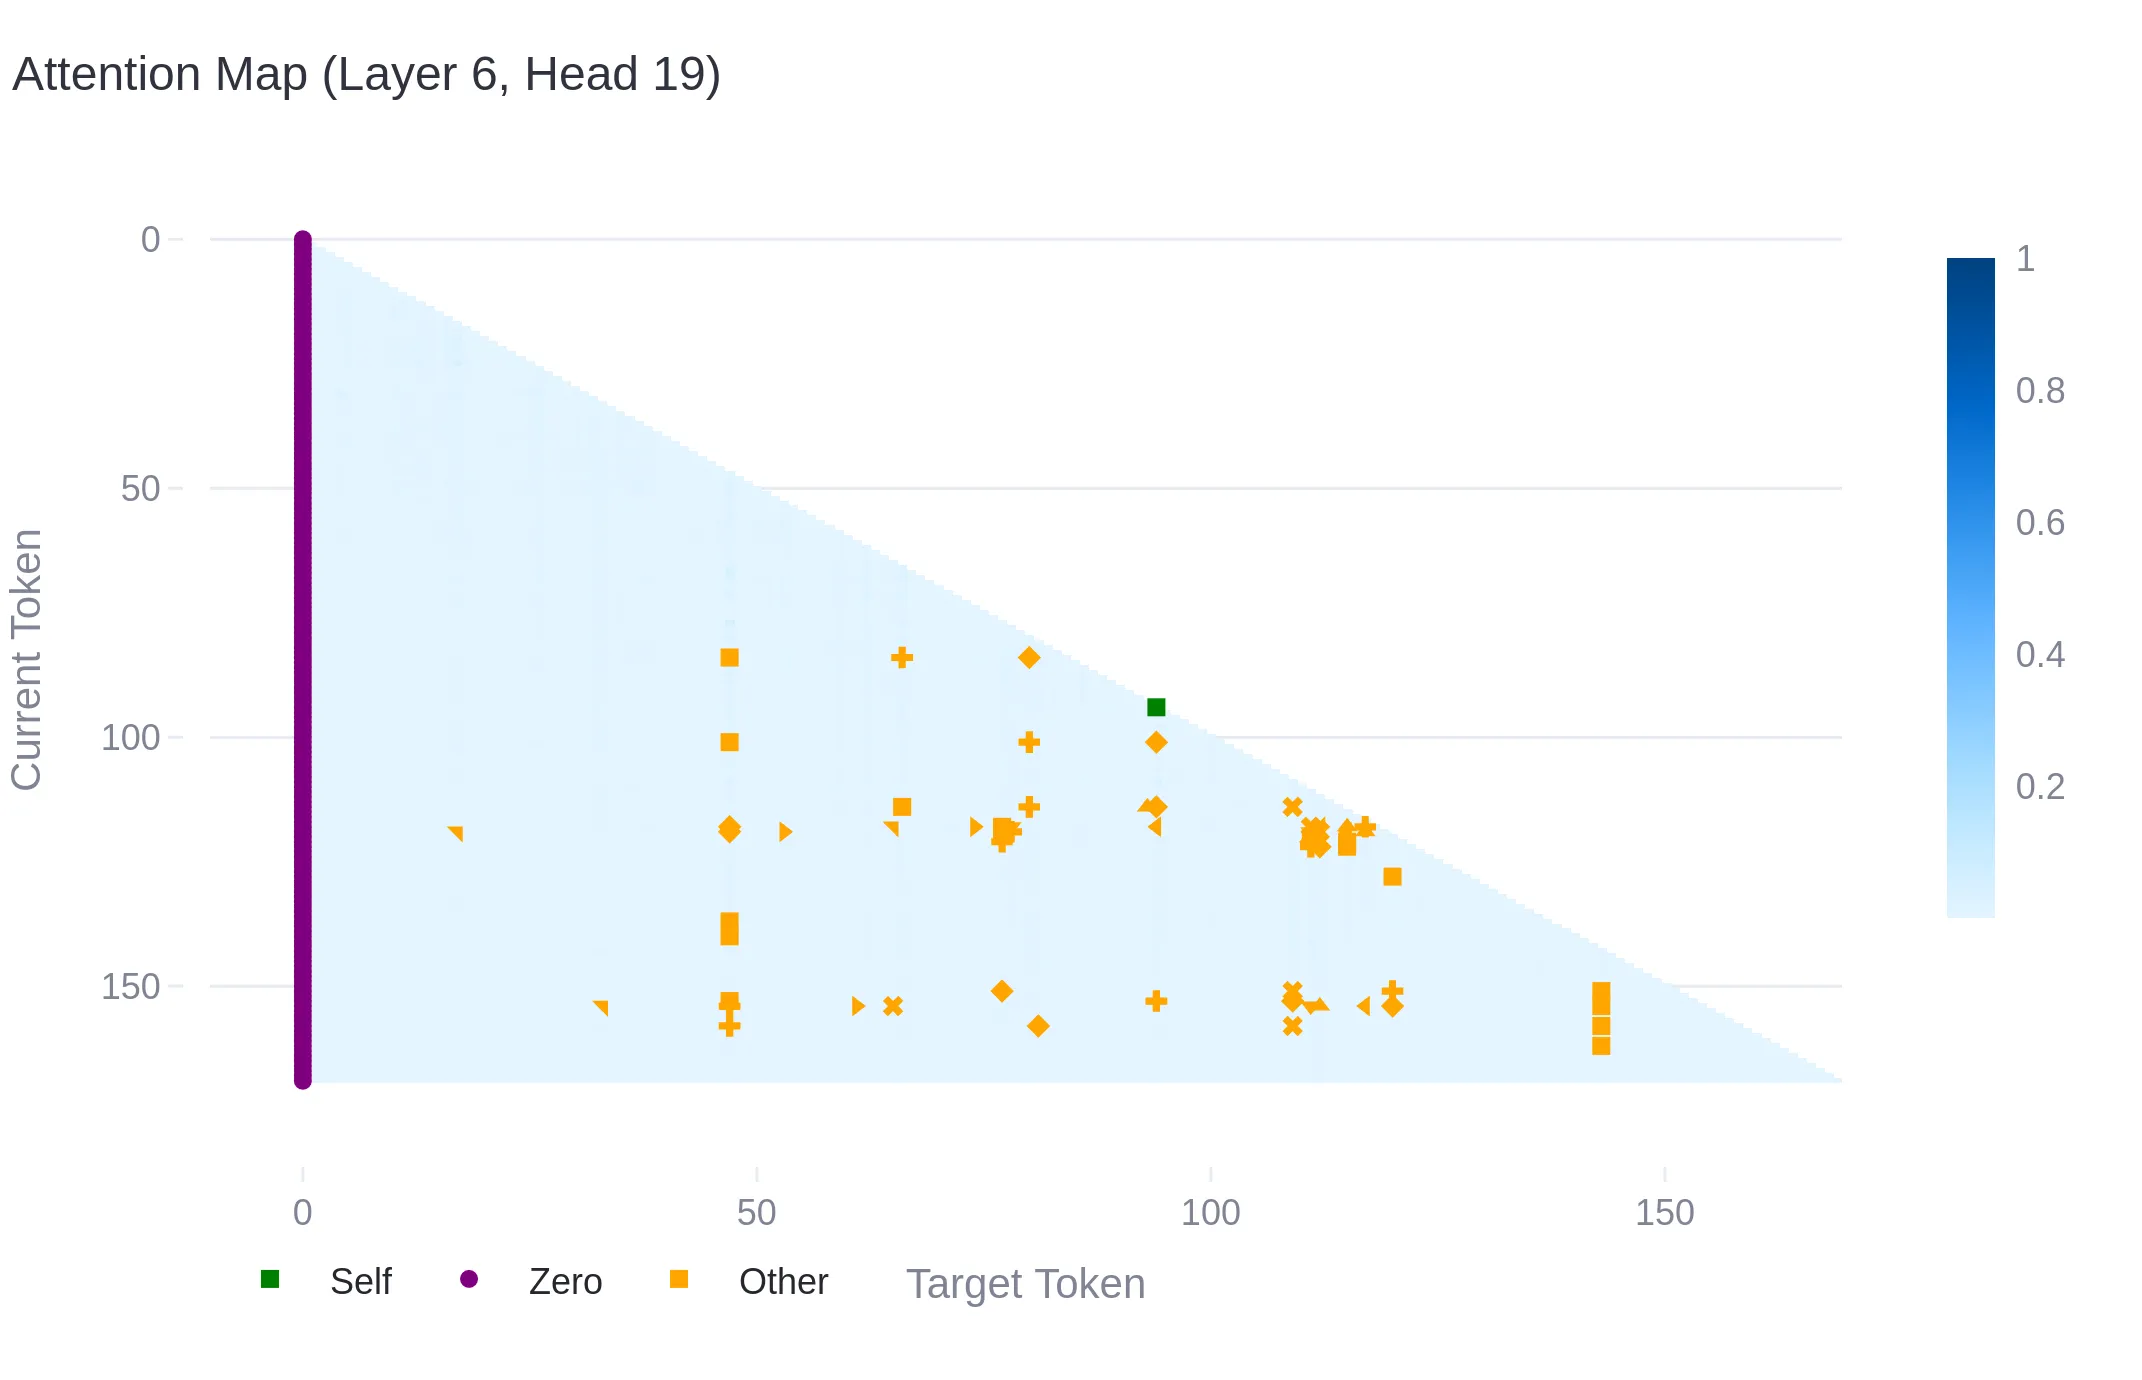 Attention Map (Layer 6, Head 19)
0
50
100
150
Current Token
1
0.8
0.6
0.4
0.2
0 50 100 150
Self Zero Other Target Token